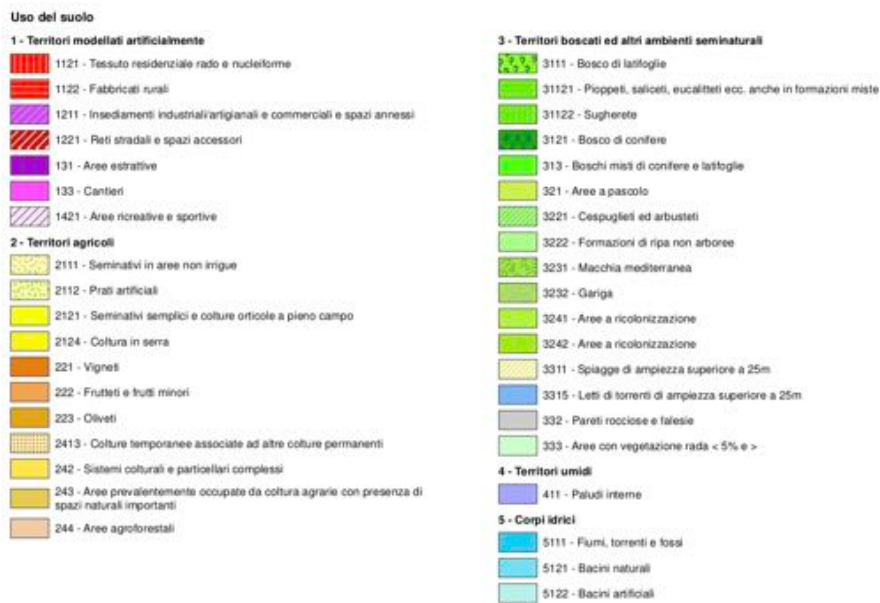 Uso del suolo
1 - Territori modellati artificialmente
1121 - Tessuto residenziale rado e nucleiforme
1122 - Fabbricati rurali
1211 - Insediamenti industriali/artigianali e commerciali e spazi annessi
1221 - Reti stradali e spazi accessori
131 - Aree estrattive
133 - Cantieri
1421 - Aree ricreative e sportive
2 - Territori agricoli
2111 - Seminativi in aree non irrigue
2112 - Prati artificiali
2121 - Seminativi semplici e colture orticole a pieno campo
2124 - Coltura in serra
221 - Vigneti
222 - Frutteti e frutti minori
223 - Oliveti
2413 - Colture temporanee associate ad altre colture permanenti
242 - Sistemi colturali e particellari complessi
243 - Aree prevalentemente occupate da coltura agrarie con presenza di
spazi naturali importanti
244 - Aree agroforestali
3 - Territori boscati ed altri ambienti seminaturali
3111 - Bosco di latifoglie
31121 - Pioppeti, saliceti, eucalitteti ecc. anche in formazioni miste
31122 - Sugherete
3121 - Bosco di conifere
313 - Boschi misti di conifere e latifoglie
321 - Aree a pascolo
3221 - Cespuglieti ed arbusteti
3222 - Formazioni di ripa non arboree
3231 - Macchia mediterranea
3232 - Gariga
3241 - Aree a ricolonizzazione
3242 - Aree a ricolonizzazione
3311 - Spiagge di ampiezza superiore a 25m
3315 - Letti di torrenti di ampiezza superiore a 25m
332 - Pareti rocciose e falesie
333 - Aree con vegetazione rada < 5% e >
4 - Territori umidi
411 - Paludi interne
5 - Corpi idrici
5111 - Fiumi, torrenti e fossi
5121 - Bacini naturali
5122 - Bacini artificiali